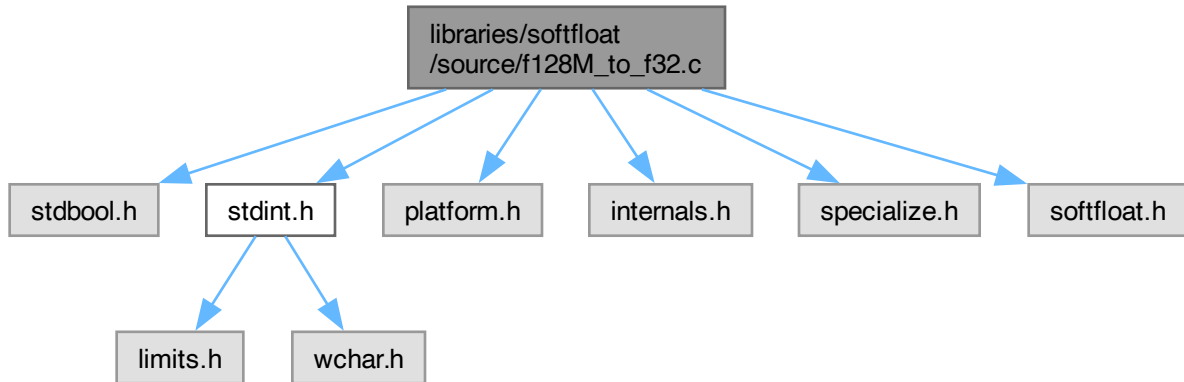 libraries/softfloat
/source/f128M_to_f32.c
stdbool.h
stdint.h
platform.h
internals.h
specialize.h
softfloat.h
limits.h
wchar.h